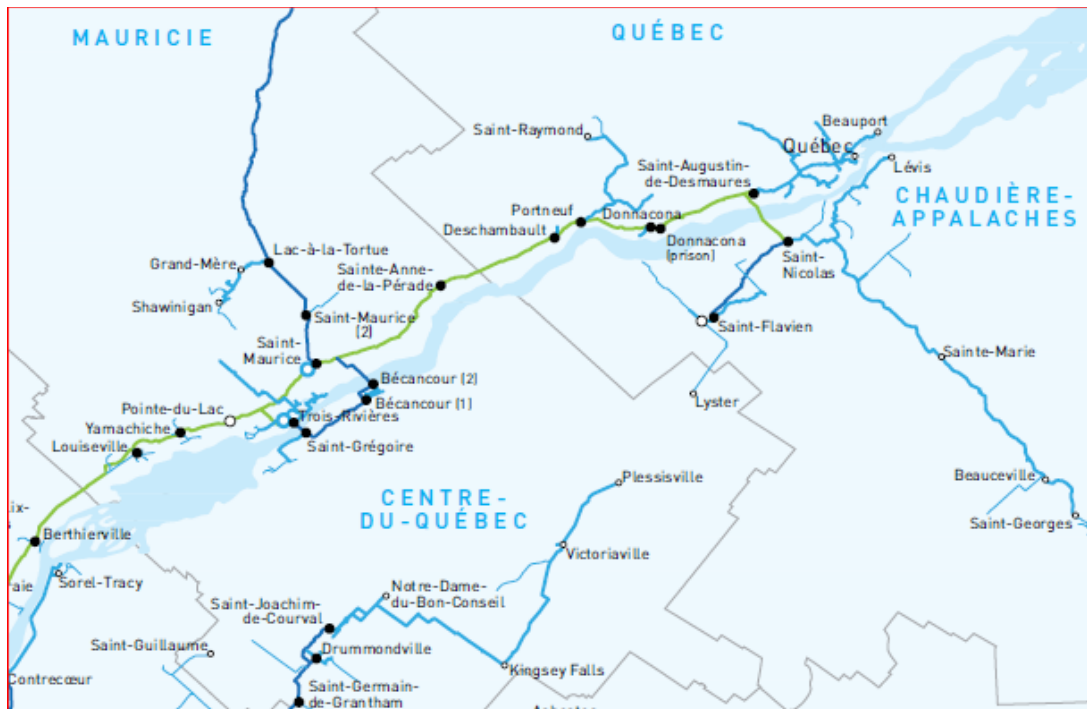 MAURICIE
QUÉBEC
Beauport
Saint-Raymond
Québec
Lévis
Saint-Augustin-
de-Desmaures
CHAUDIÈRE-
APPALACHES
Portneuf
Donnacona
Deschambault
Donnacona
(prison)
Saint-
Nicolas
Lac-à-la-Tortue
Grand-Mère
Sainte-Anne-
de-la-Pérade
Shawinigan
Saint-Maurice
(2)
Saint-Flavien
Saint-
Maurice
Sainte-Marie
Bécancour (2)
Bécancour (1)
Lyster
Pointe-du-Lac
Trois-Rivières
Yamachiche
Louiseville
Saint-Grégoire
Plessisville
Beauceville
CENTRE-
DU-QUÉBEC
ix-
s
Saint-Georges
Berthierville
Victoriaville
raie
Sorel-Tracy
Notre-Dame-
du-Bon-Conseil
Saint-Joachim-
de-Courval
Saint-Guillaume
Drummondville
Kingsey Falls
Contrecœur
Saint-Germain-
de-Grantham